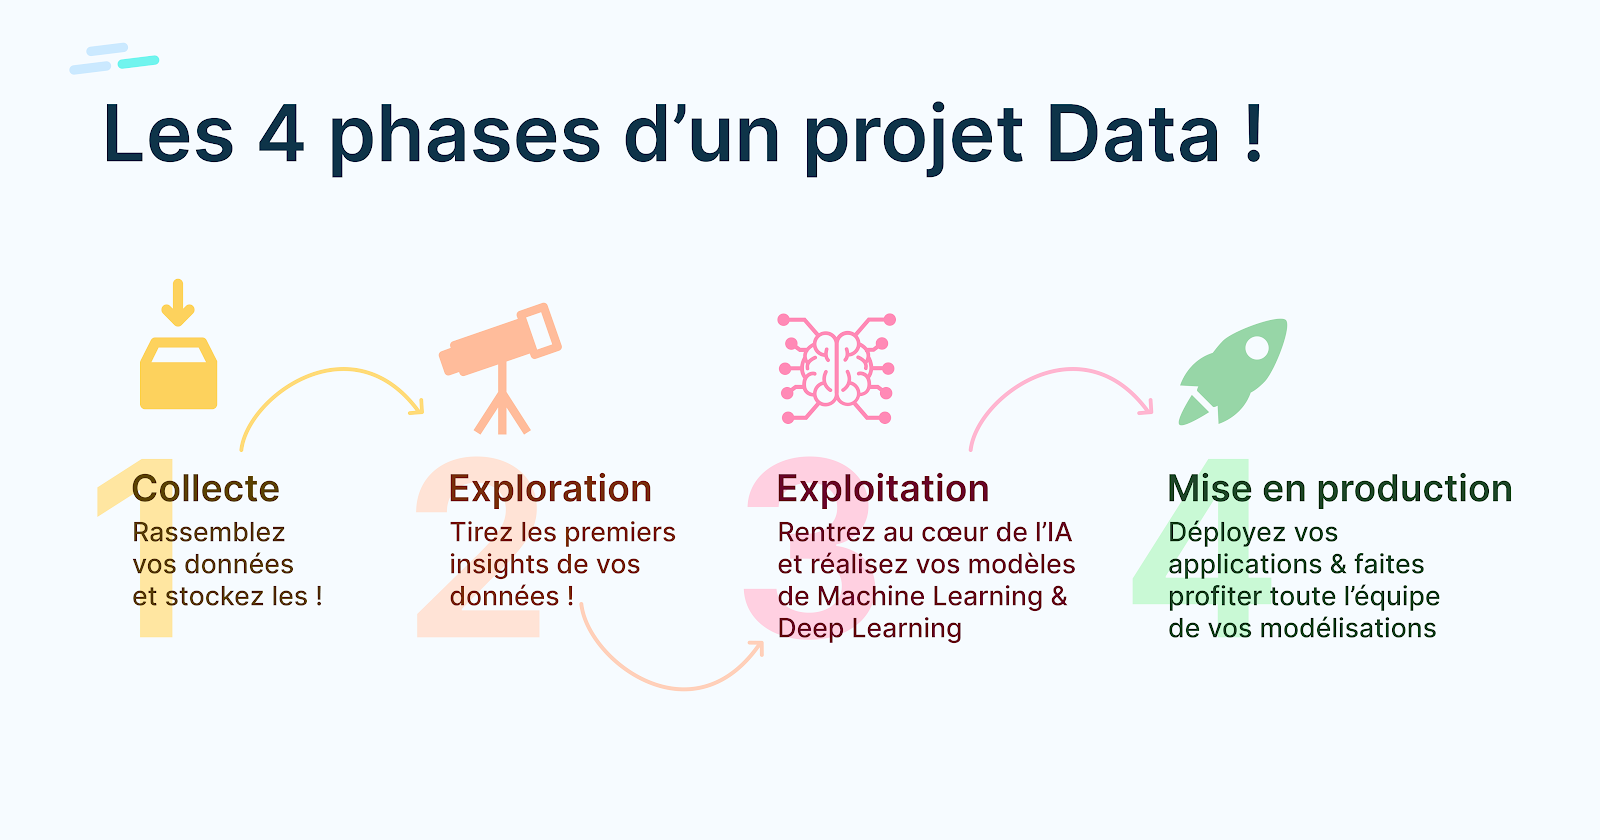 Les 4 phases d’un projet Data !
1
Collecte
Rassemblez
vos données
et stockez les !
2
Exploration
Tirez les premiers
insights de vos
données !
3
Exploitation
Rentrez au cœur de l’IA
et réalisez vos modèles
de Machine Learning &
Deep Learning
4
Mise en production
Déployez vos
applications & faites
profiter toute l’équipe
de vos modélisations